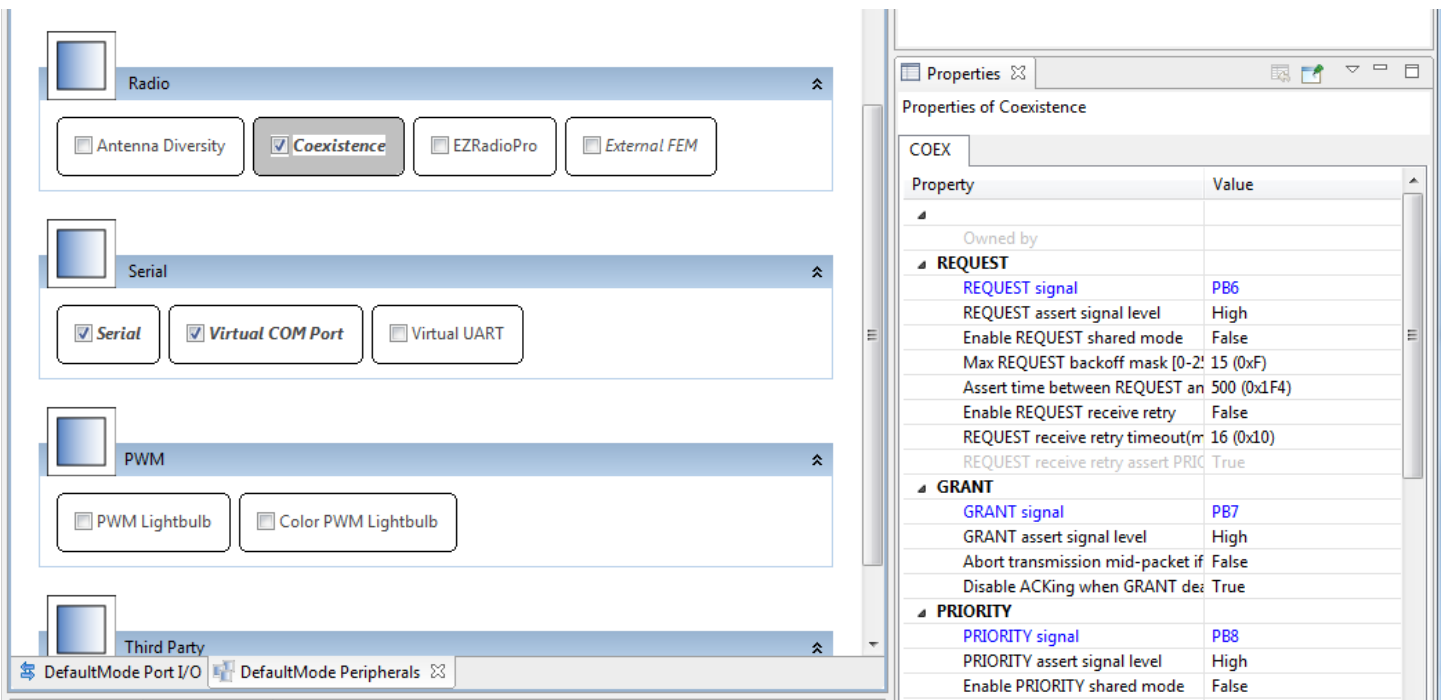 Radio
Antenna Diversity
Coexistence
EZRadioPro
External FEM
Serial
Serial
Virtual COM Port
Virtual UART
PWM
PWM Lightbulb
Color PWM Lightbulb
Third Party
DefaultMode Port I/O
DefaultMode Peripherals
Properties
Properties of Coexistence
COEX
Property Value
Owned by
REQUEST
REQUEST signal PB6
REQUEST assert signal level High
Enable REQUEST shared mode False
Max REQUEST backoff mask [0-25 15 (0xF)
Assert time between REQUEST an 500 (0x1F4)
Enable REQUEST receive retry False
REQUEST receive retry timeout(m 16 (0x10)
REQUEST receive retry assert PRIO True
GRANT
GRANT signal PB7
GRANT assert signal level High
Abort transmission mid-packet if False
Disable ACKing when GRANT dea True
PRIORITY
PRIORITY signal PB8
PRIORITY assert signal level High
Enable PRIORITY shared mode False